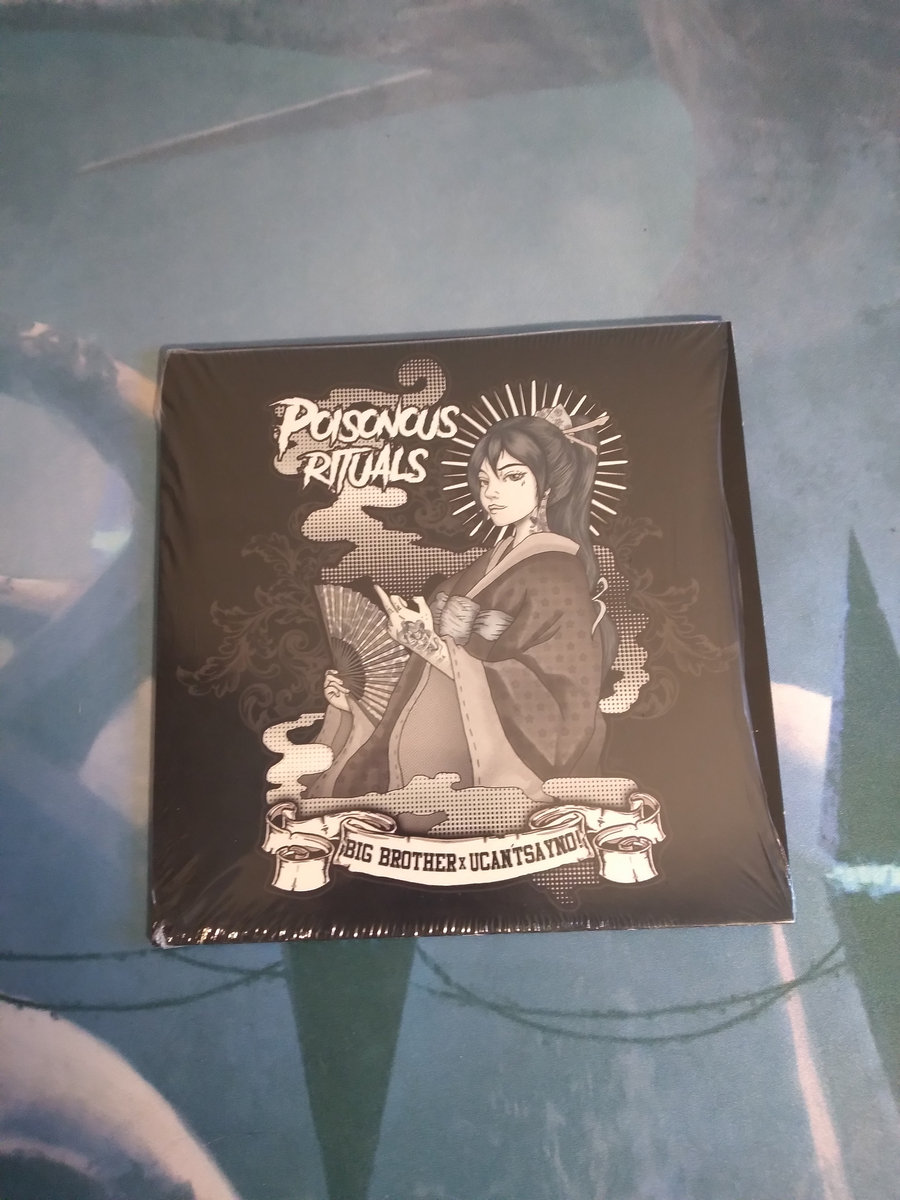 POISONOUS
RITUALS
BIG BROTHER X UCAN'TSAYNO!